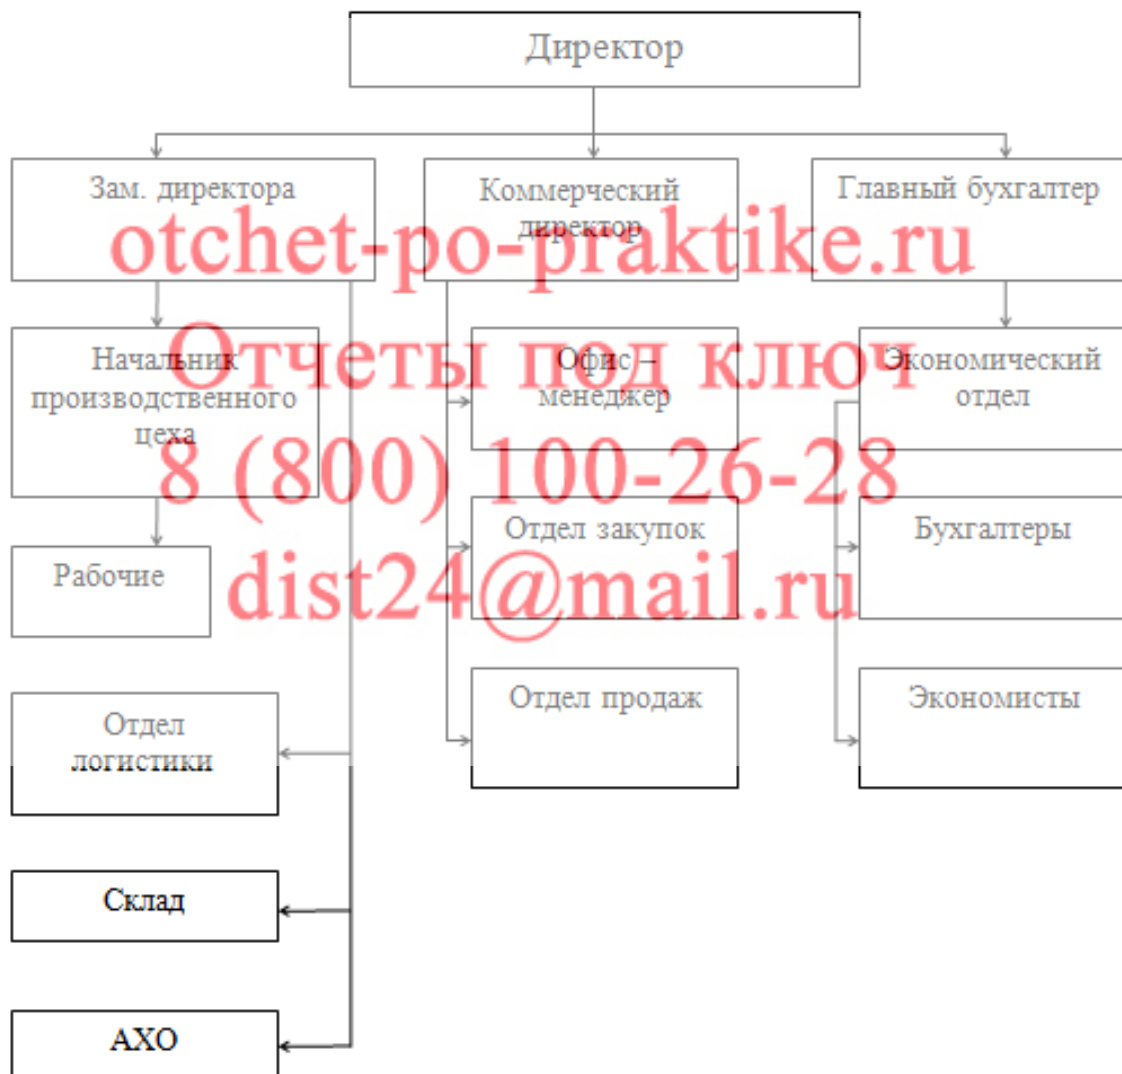 Директор
Зам. директора
Коммерческий
директор
Главный бухгалтер
otchet-po-praktike.ru
Отчеты под ключ
8 (800) 100-26-28
dist24@mail.ru
Начальник
производственного
цеха
Офис –
менеджер
Экономический
отдел
Рабочие
Отдел закупок
Бухгалтеры
Отдел
логистики
Отдел продаж
Экономисты
Склад
АХО